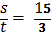 s/t = 15/3